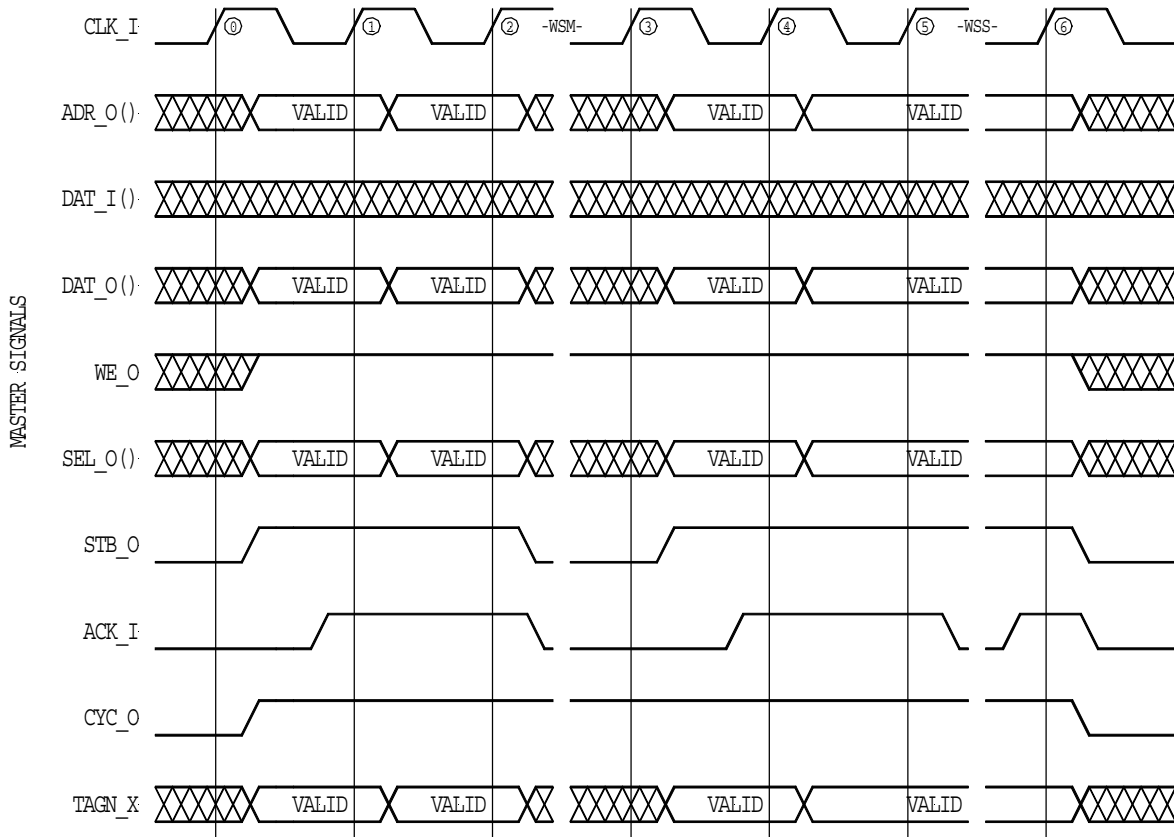 CLK_I 0 1 2 -WSM- 3 4 5 -WSS- 6
ADR_O() VALID VALID VALID VALID
DAT_I()
DAT_O() VALID VALID VALID VALID
WE_O
SEL_O() VALID VALID VALID VALID
STB_O
ACK_I
CYC_O
TAGN_X VALID VALID VALID VALID
MASTER SIGNALS